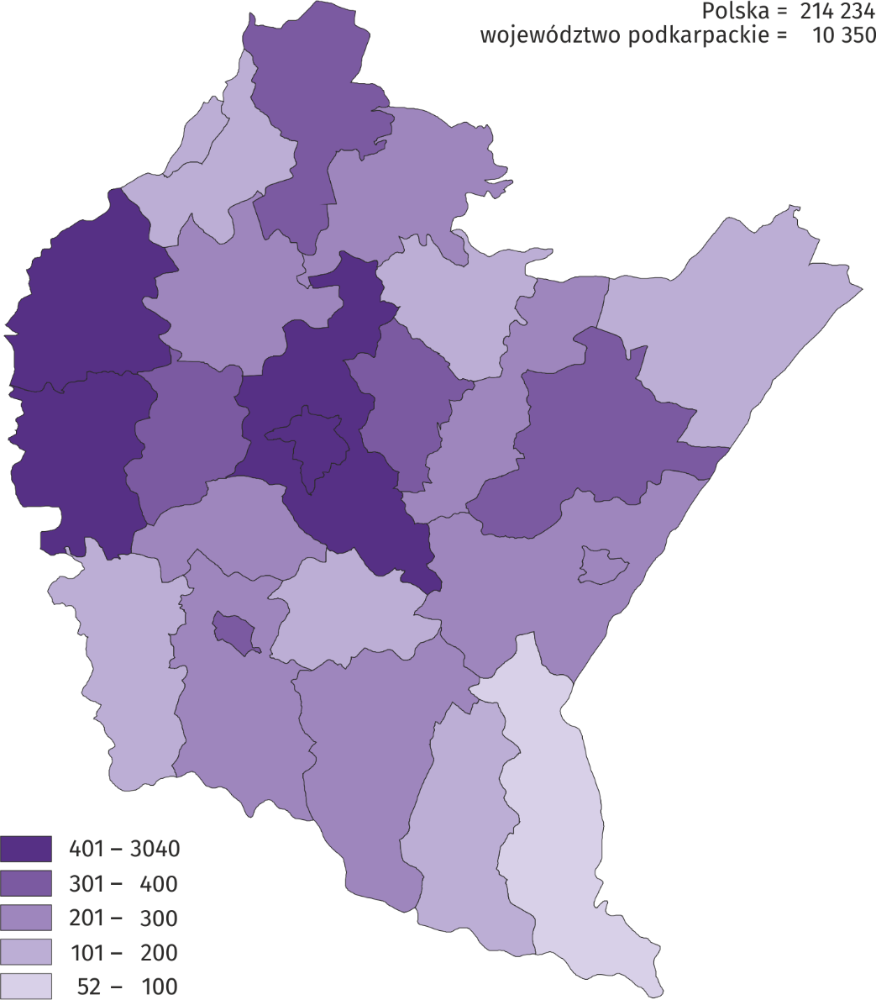 Polska = 214 234
województwo podkarpackie = 10 350
401 – 3040
301 – 400
201 – 300
101 – 200
52 – 100